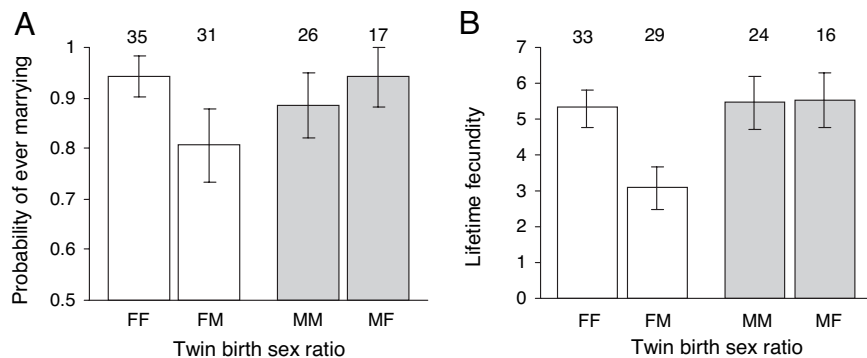 A
35 31 26 17
1
0.9
0.8
0.7
0.6
0.5
Probability of ever marrying
FF FM MM MF
Twin birth sex ratio
B
33 29 24 16
7
6
5
4
3
2
1
0
Lifetime fecundity
FF FM MM MF
Twin birth sex ratio